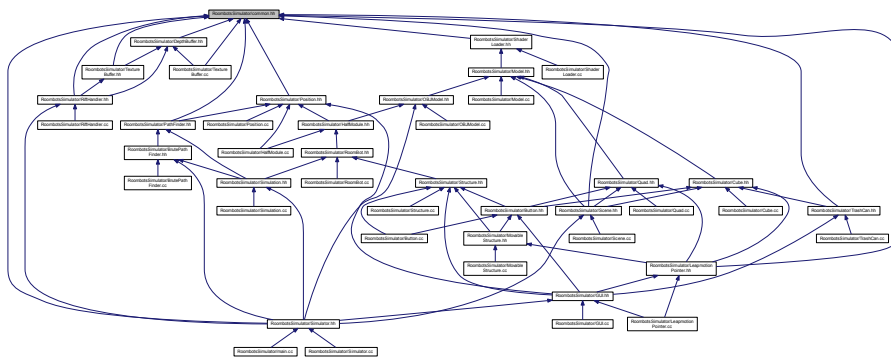 RoombotsSimulator/common.hh
RoombotsSimulator/Shader
Loader.hh
RoombotsSimulator/DepthBuffer.hh
RoombotsSimulator/Texture
Buffer.hh
RoombotsSimulator/Texture
Buffer.cc
RoombotsSimulator/Model.hh
RoombotsSimulator/Shader
Loader.cc
RoombotsSimulator/RiftHandler.hh
RoombotsSimulator/Position.hh
RoombotsSimulator/OBJModel.hh
RoombotsSimulator/Model.cc
RoombotsSimulator/RiftHandler.cc
RoombotsSimulator/PathFinder.hh
RoombotsSimulator/Position.cc
RoombotsSimulator/HalfModule.hh
RoombotsSimulator/OBJModel.cc
RoombotsSimulator/BrutePath
Finder.hh
RoombotsSimulator/HalfModule.cc
RoombotsSimulator/RoomBot.hh
RoombotsSimulator/BrutePath
Finder.cc
RoombotsSimulator/Simulation.hh
RoombotsSimulator/RoomBot.cc
RoombotsSimulator/Structure.hh
RoombotsSimulator/Quad.hh
RoombotsSimulator/Cube.hh
RoombotsSimulator/Simulation.cc
RoombotsSimulator/Structure.cc
RoombotsSimulator/Button.hh
RoombotsSimulator/Scene.hh
RoombotsSimulator/Quad.cc
RoombotsSimulator/Cube.cc
RoombotsSimulator/TrashCan.hh
RoombotsSimulator/Button.cc
RoombotsSimulator/Movable
Structure.hh
RoombotsSimulator/Scene.cc
RoombotsSimulator/TrashCan.cc
RoombotsSimulator/Movable
Structure.cc
RoombotsSimulator/Leapmotion
Pointer.hh
RoombotsSimulator/GUI.hh
RoombotsSimulator/Simulator.hh
RoombotsSimulator/GUI.cc
RoombotsSimulator/Leapmotion
Pointer.cc
RoombotsSimulator/main.cc
RoombotsSimulator/Simulator.cc